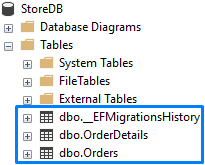 StoreDB
Database Diagrams
Tables
System Tables
FileTables
External Tables
dbo.__EFMigrationsHistory
dbo.OrderDetails
dbo.Orders